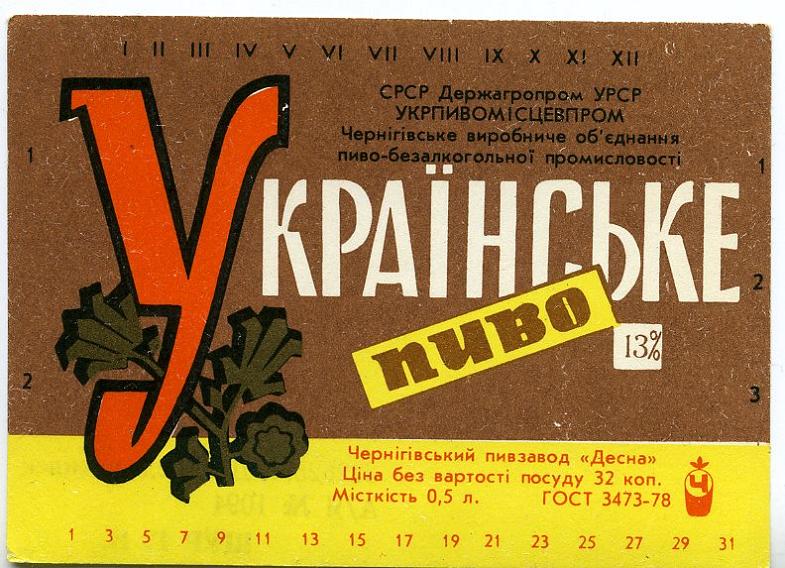 I II III IV V VI VII VIII IX X XI XII
СРСР Держагропром УРСР
УКРПИВОМІСЦЕВПРОМ
Чернігівське виробниче об’єднання
пиво-безалкогольної промисловості
1
1
УКРАЇНСЬКЕ
2
ПИВО
13%
2
3
Чернігівський пивзавод «Десна»
Ціна без вартості посуду 32 коп.
Місткість 0,5 л. ГОСТ 3473-78
Ч
1 3 5 7 9 11 13 15 17 19 21 23 25 27 29 31